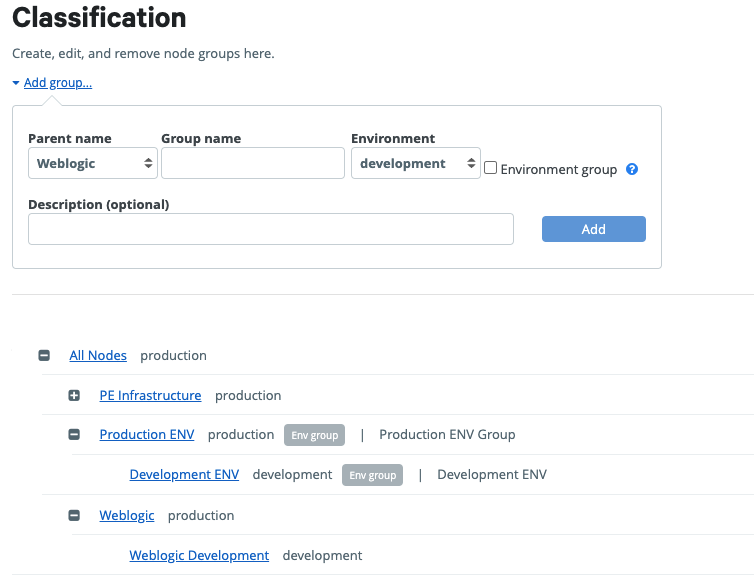 Classification
Create, edit, and remove node groups here.
Add group...
Parent name Group name Environment
Weblogic development Environment group ?
Description (optional)
Add
All Nodes production
PE Infrastructure production
Production ENV production Env group | Production ENV Group
Development ENV development Env group | Development ENV
Weblogic production
Weblogic Development development